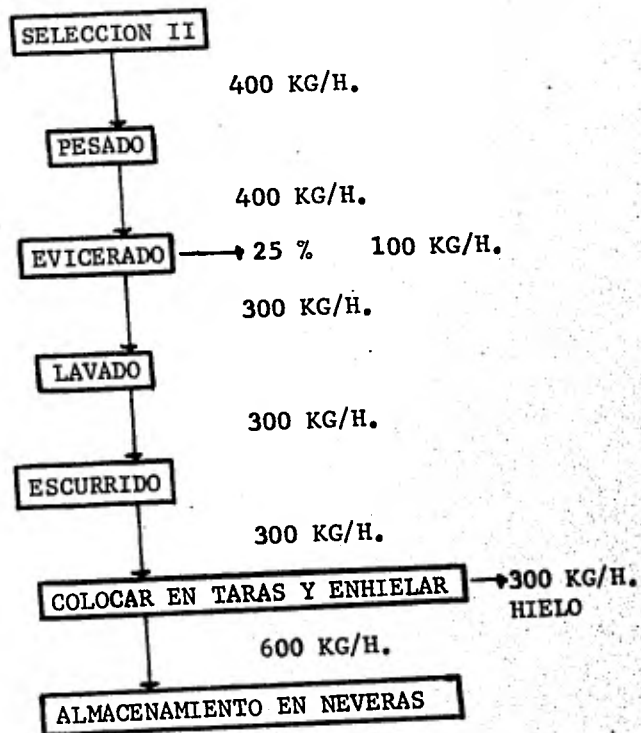 SELECCION II
400 KG/H.
PESADO
400 KG/H.
EVICERADO 25 % 100 KG/H.
300 KG/H.
LAVADO
300 KG/H.
ESCURRIDO
300 KG/H.
COLOCAR EN TARAS Y ENHIELAR 300 KG/H.
HIELO
600 KG/H.
ALMACENAMIENTO EN NEVERAS